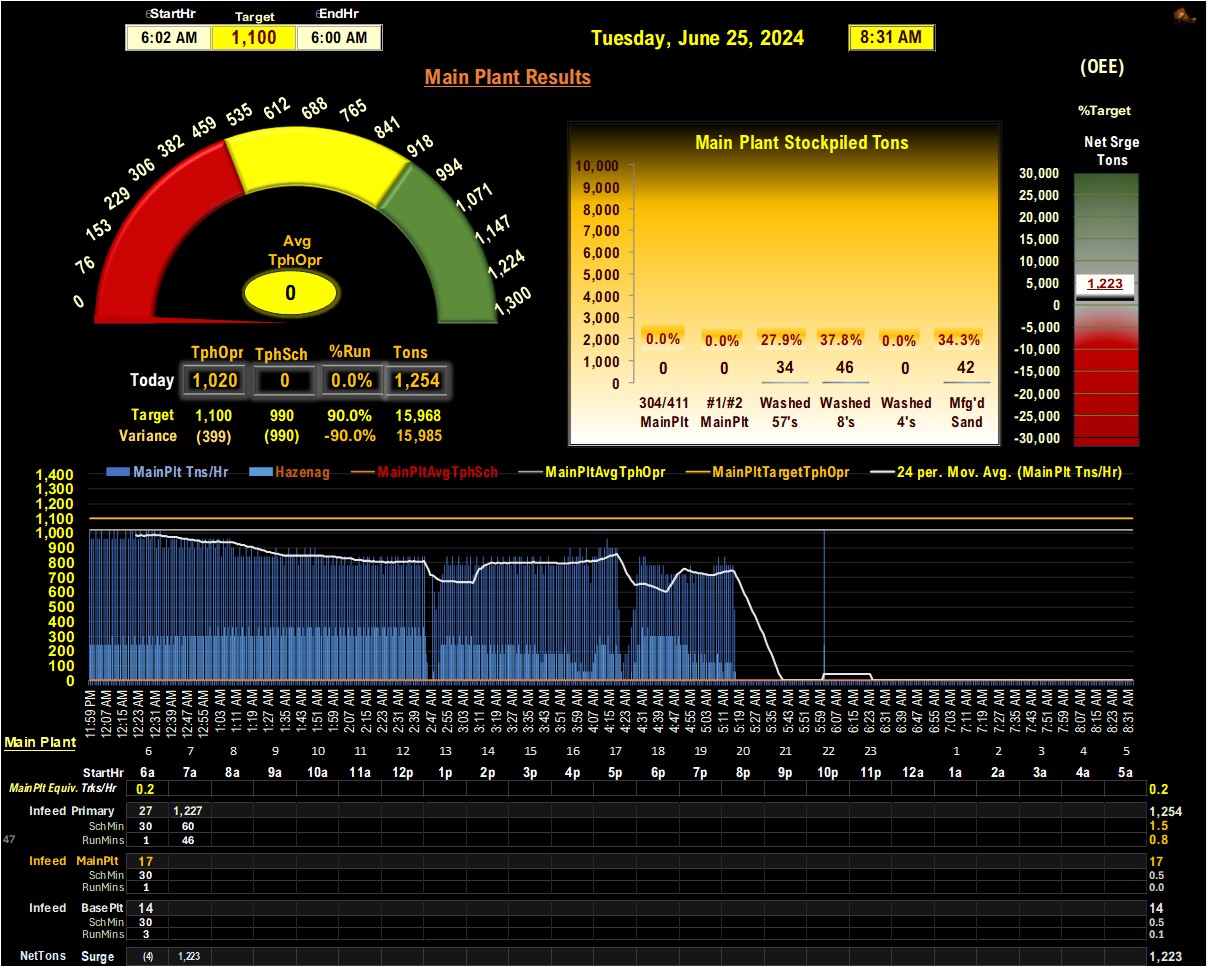 StartHr Target EndHr
6:02 AM 1,100 6:00 AM
Tuesday, June 25, 2024 8:31 AM
(OEE)
Main Plant Results
%Target
Net Srge
Tons
0 76 153 229 306 382 459 535 612 688 765 841 918 994 1,071 1,147 1,224 1,300
Avg
TphOpr
0
Main Plant Stockpiled Tons
10,000
9,000
8,000
7,000
6,000
5,000
4,000
3,000
2,000
1,000
0
0.0% 0.0% 27.9% 37.8% 0.0% 34.3%
0 0 34 46 0 42
304/411 #1/#2 Washed Washed Washed Mfg'd
MainPlt MainPlt 57's 8's 4's Sand
30,000
25,000
20,000
15,000
10,000
5,000
0
-5,000
-10,000
-15,000
-20,000
-25,000
-30,000
1,223
TphOpr TphSch %Run Tons
Today 1,020 0 0.0% 1,254
Target 1,100 990 90.0% 15,968
Variance (399) (990) -90.0% 15,985
MainPlt Tns/Hr Hazenag MainPltAvgTphSch MainPltAvgTphOpr MainPltTargetTphOpr 24 per. Mov. Avg. (MainPlt Tns/Hr)
1,400
1,300
1,200
1,100
1,000
900
800
700
600
500
400
300
200
100
0
11:59 PM 12:07 AM 12:15 AM 12:23 AM 12:31 AM 12:39 AM 12:47 AM 12:55 AM 1:03 AM 1:11 AM 1:19 AM 1:27 AM 1:35 AM 1:43 AM 1:51 AM 1:59 AM 2:07 AM 2:15 AM 2:23 AM 2:31 AM 2:39 AM 2:47 AM 2:55 AM 3:03 AM 3:11 AM 3:19 AM 3:27 AM 3:35 AM 3:43 AM 3:51 AM 3:59 AM 4:07 AM 4:15 AM 4:23 AM 4:31 AM 4:39 AM 4:47 AM 4:55 AM 5:03 AM 5:11 AM 5:19 AM 5:27 AM 5:35 AM 5:43 AM 5:51 AM 5:59 AM 6:07 AM 6:15 AM 6:23 AM 6:31 AM 6:39 AM 6:47 AM 6:55 AM 7:03 AM 7:11 AM 7:19 AM 7:27 AM 7:35 AM 7:43 AM 7:51 AM 7:59 AM 8:07 AM 8:15 AM 8:23 AM 8:31 AM
Main Plant
6 7 8 9 10 11 12 13 14 15 16 17 18 19 20 21 22 23 1 2 3 4 5
StartHr 6a 7a 8a 9a 10a 11a 12p 1p 2p 3p 4p 5p 6p 7p 8p 9p 10p 11p 12a 1a 2a 3a 4a 5a
MainPlt Equiv. Trks/Hr 0.2 0.2
Infeed Primary 27 1,227 1,254
SchMin 30 60 1.5
47 RunMins 1 46 0.8
Infeed MainPlt 17 17
SchMin 30 0.5
RunMins 1 0.0
Infeed BasePlt 14 14
SchMin 30 0.5
RunMins 3 0.1
NetTons Surge (4) 1,223 1,223